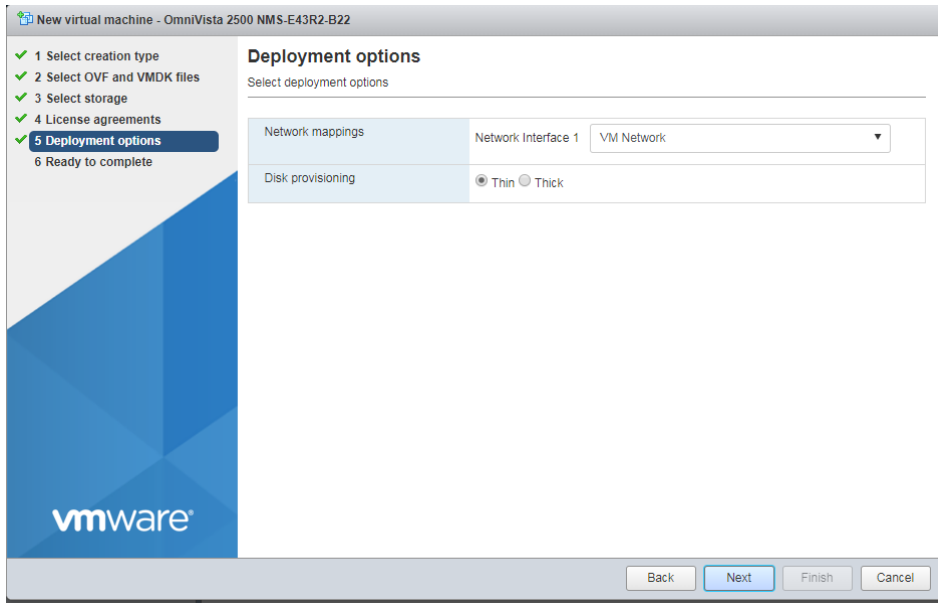 New virtual machine - OmniVista 2500 NMS-E43R2-B22
1 Select creation type
2 Select OVF and VMDK files
3 Select storage
4 License agreements
5 Deployment options
6 Ready to complete
Deployment options
Select deployment options
Network mappings
Network Interface 1 VM Network
Disk provisioning
Thin Thick
vmware®
Back Next Finish Cancel